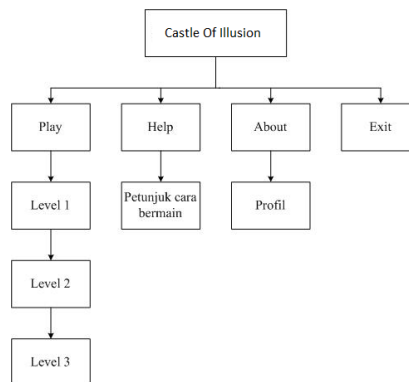 Castle Of Illusion
Play
Help
About
Exit
Level 1
Petunjuk cara
bermain
Profil
Level 2
Level 3